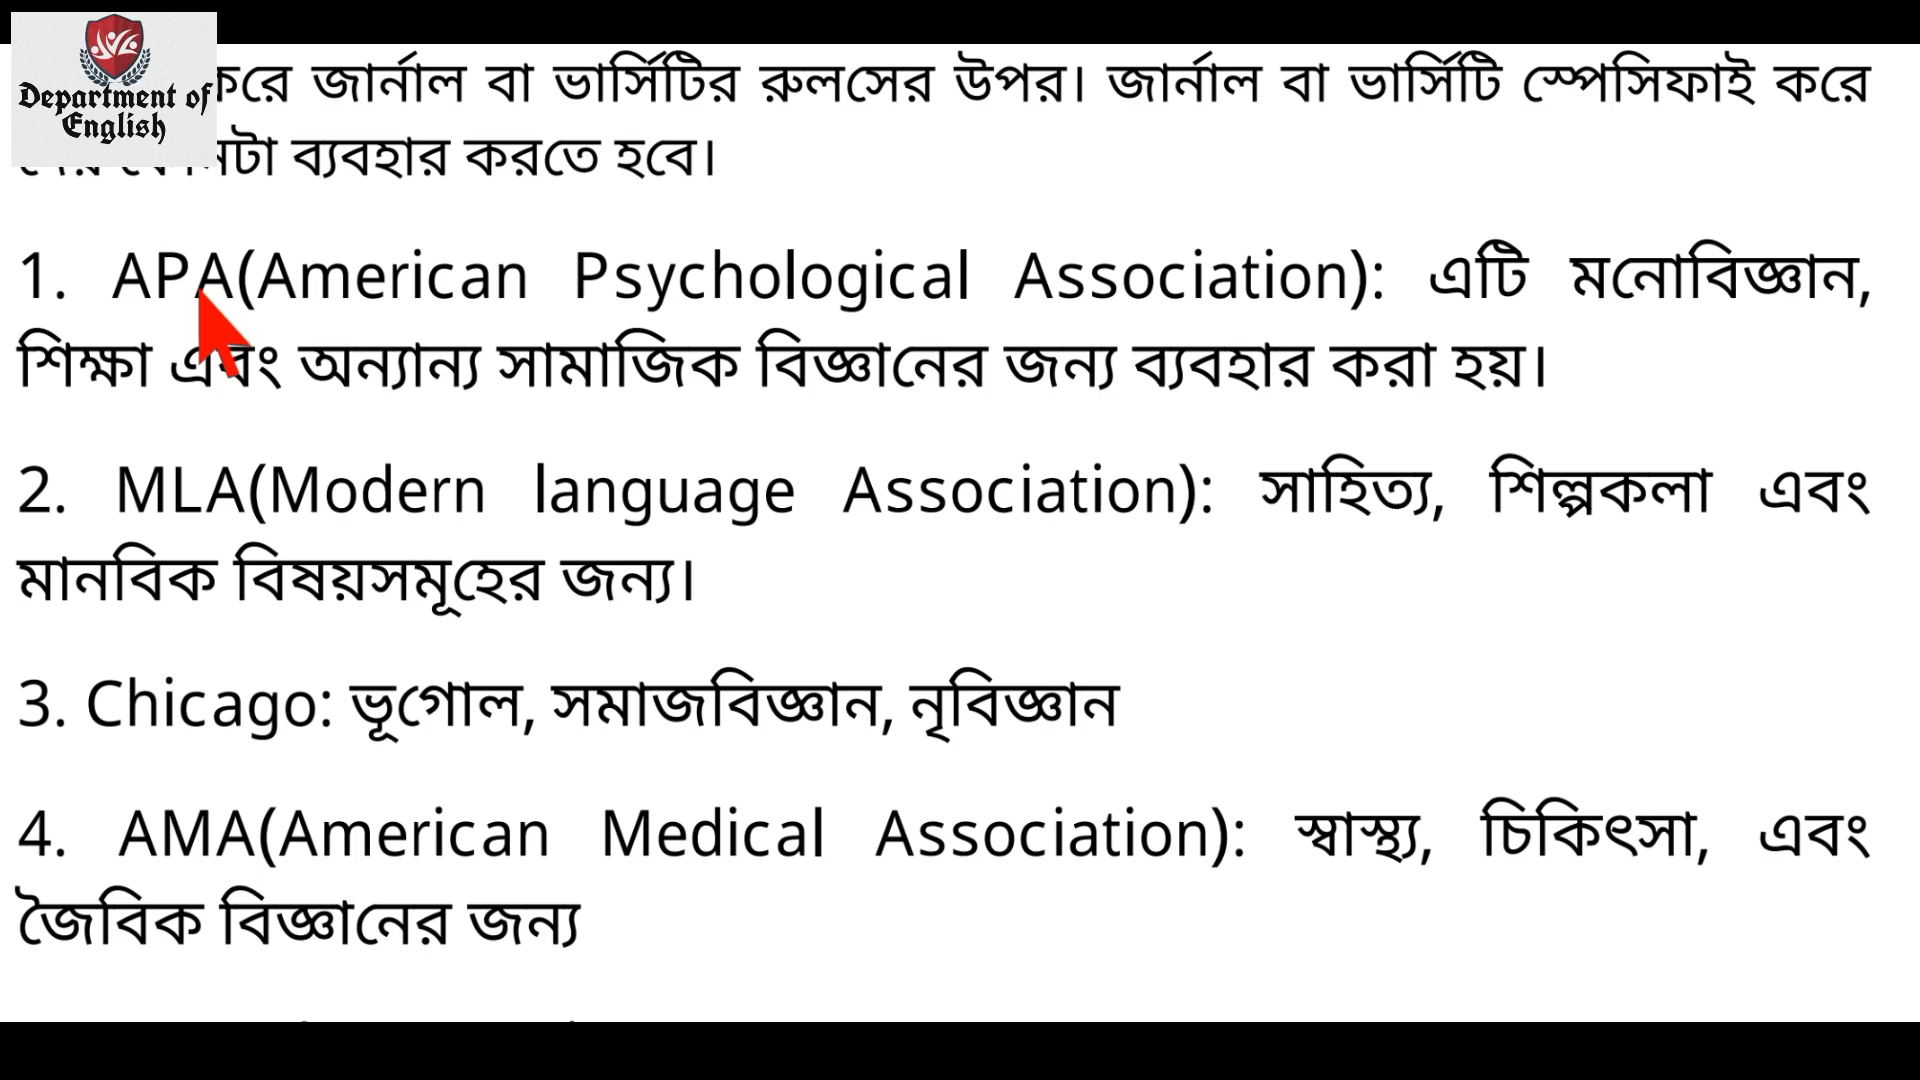 Department of
English
করে জার্নাল বা ভার্সিটির রুলসের উপর। জার্নাল বা ভার্সিটি স্পেসিফাই করে
ব্যবহার করতে হবে।
1. APA(American Psychological Association): এটি মনোবিজ্ঞান,
শিক্ষা এবং অন্যান্য সামাজিক বিজ্ঞানের জন্য ব্যবহার করা হয়।
2. MLA(Modern language Association): সাহিত্য, শিল্পকলা এবং
মানবিক বিষয়সমূহের জন্য।
3. Chicago: ভূগোল, সমাজবিজ্ঞান, নৃবিজ্ঞান
4. AMA(American Medical Association): স্বাস্থ্য, চিকিৎসা, এবং
জৈবিক বিজ্ঞানের জন্য